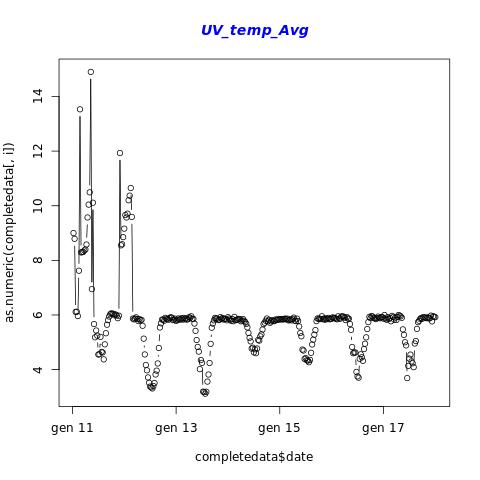 UV_temp_Avg
as.numeric(completedata[, i])
14
12
10
8
6
4
gen 11 gen 13 gen 15 gen 17
completedata$date